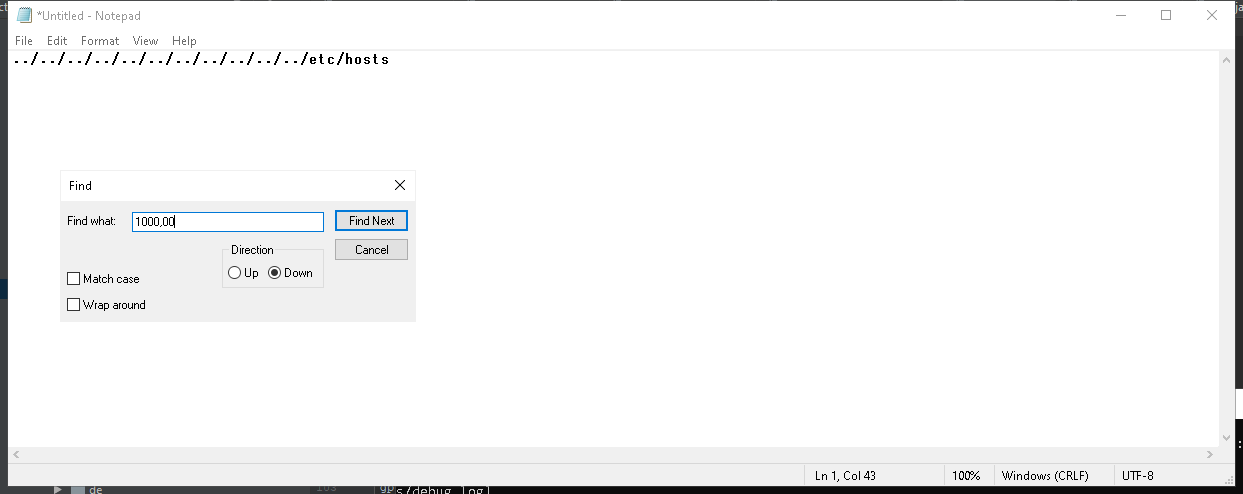 *Untitled - Notepad
File Edit Format View Help
../../../../../../../../../../../etc/hosts
Find
Find what: 1000,00 Find Next
Direction Cancel
Up Down
Match case
Wrap around
Ln 1, Col 43 100% Windows (CRLF) UTF-8
de